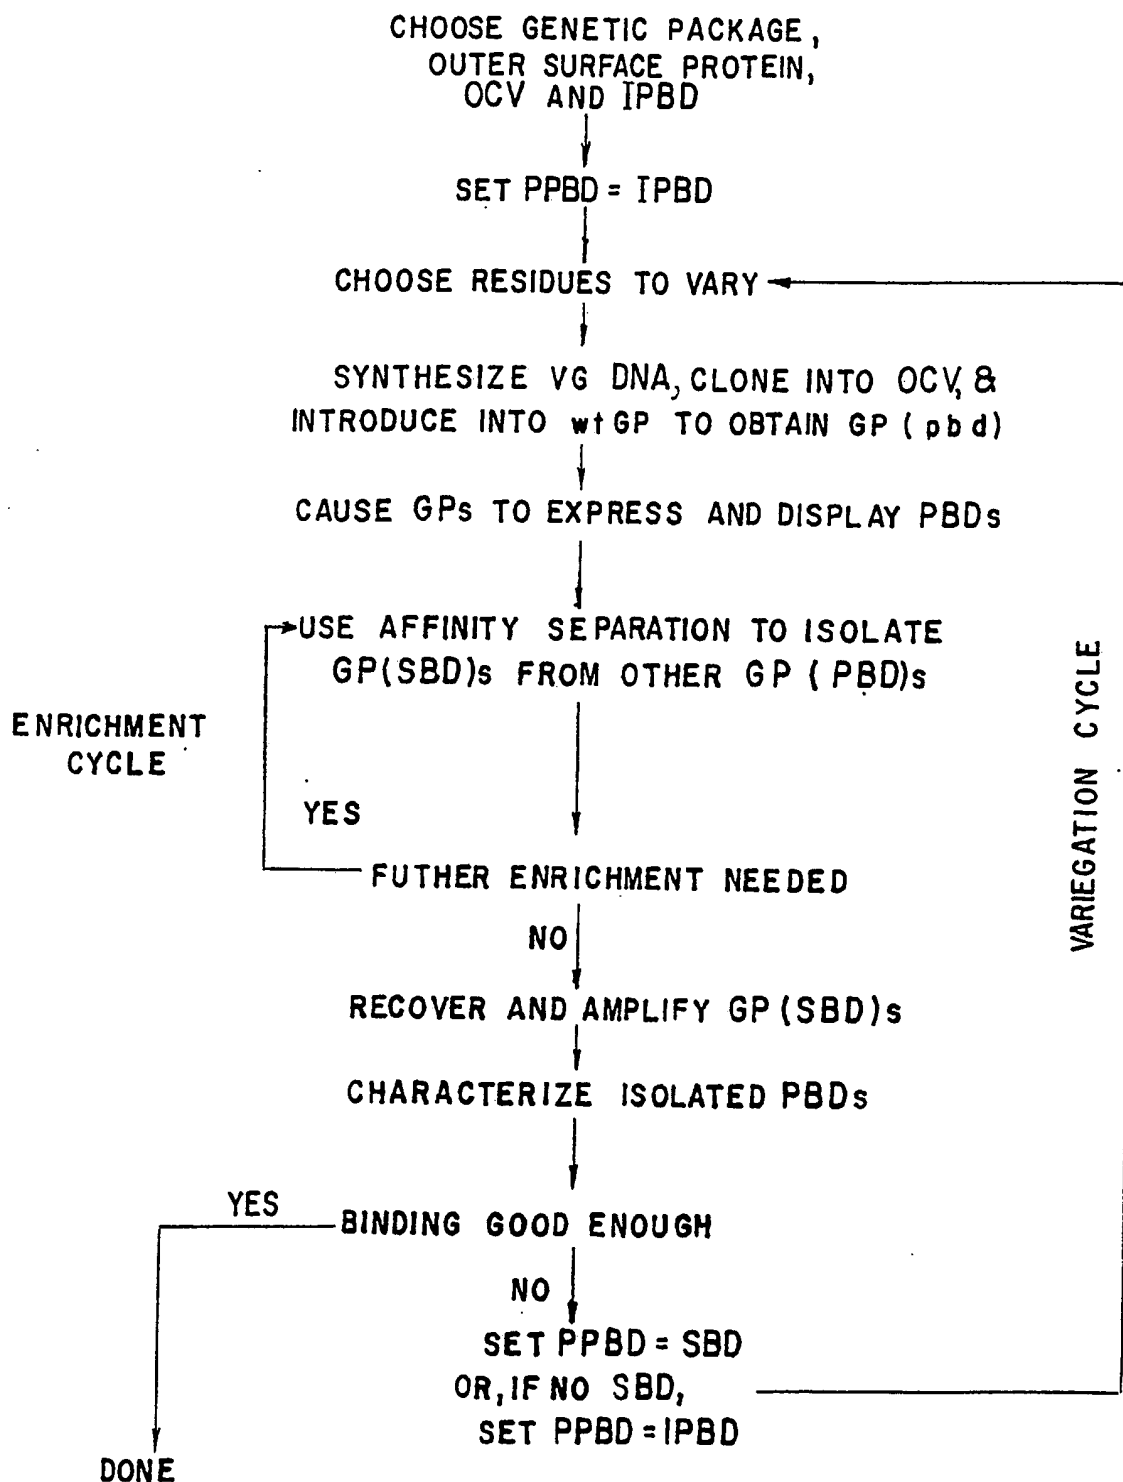 CHOOSE GENETIC PACKAGE,
OUTER SURFACE PROTEIN,
OCV AND IPBD
SET PPBD = IPBD
CHOOSE RESIDUES TO VARY
SYNTHESIZE VG DNA, CLONE INTO OCV, &
INTRODUCE INTO wtGP TO OBTAIN GP (pbd)
CAUSE GPs TO EXPRESS AND DISPLAY PBDs
USE AFFINITY SEPARATION TO ISOLATE
GP(SBD)s FROM OTHER GP (PBD)s
ENRICHMENT
CYCLE
YES
VARIEGATION CYCLE
FUTHER ENRICHMENT NEEDED
NO
RECOVER AND AMPLIFY GP(SBD)s
CHARACTERIZE ISOLATED PBDs
YES
BINDING GOOD ENOUGH
NO
SET PPBD = SBD
OR, IF NO SBD,
SET PPBD = IPBD
DONE